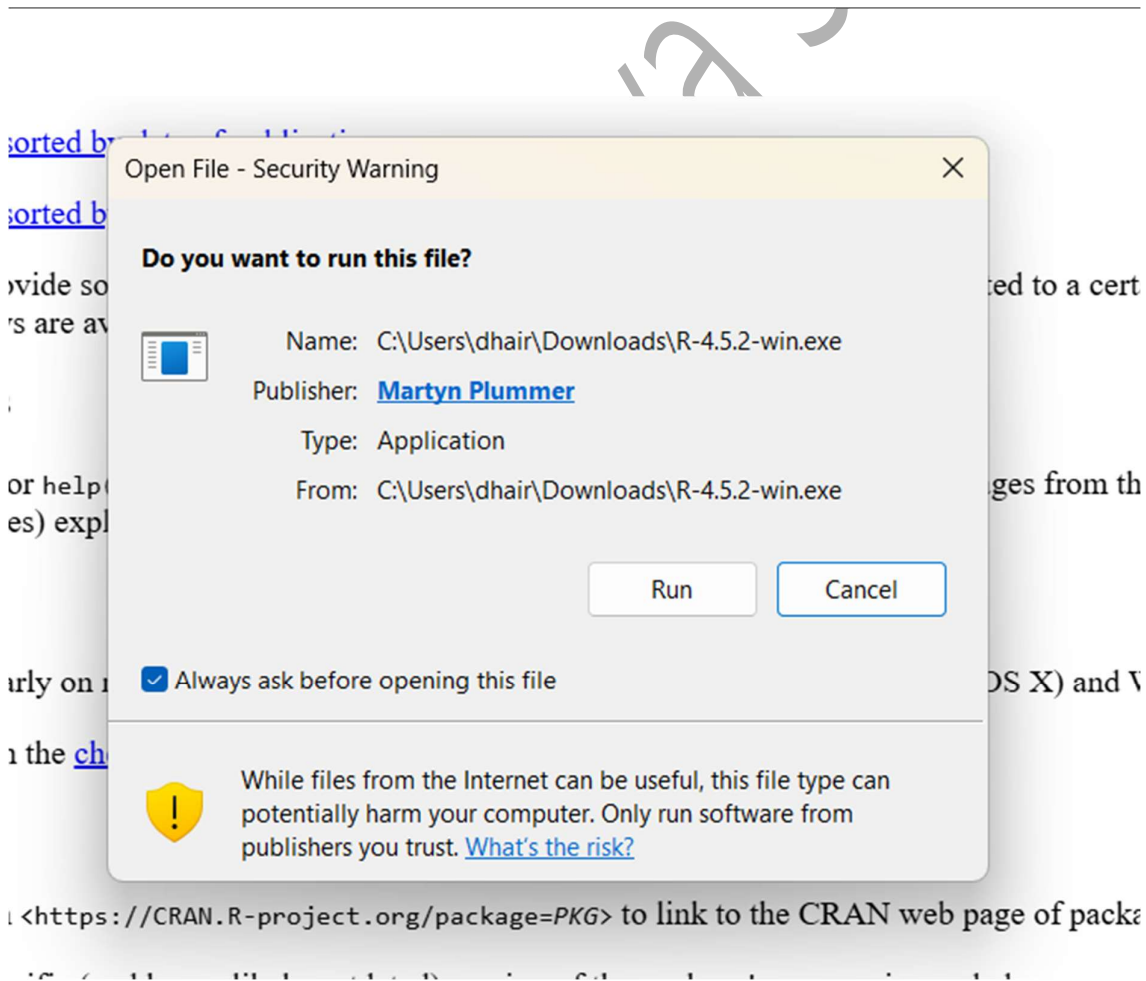 sorted by
Open File - Security Warning
sorted b
Do you want to run this file?
ovide so
ted to a cert
s are av
Name: C:\Users\dhair\Downloads\R-4.5.2-win.exe
Publisher: Martyn Plummer
Type: Application
or help(
From: C:\Users\dhair\Downloads\R-4.5.2-win.exe
ges from th
es) expl
Run
Cancel
arly on
Always ask before opening this file
OS X) and
the ch
While files from the Internet can be useful, this file type can
potentially harm your computer. Only run software from
publishers you trust. What's the risk?
<https://CRAN.R-project.org/package=PKG> to link to the CRAN web page of packa